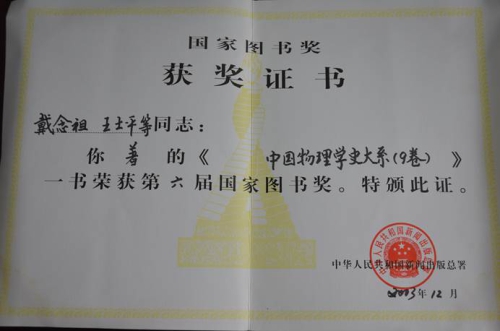 国家图书奖
获奖证书
戴念祖 王士平等同志：
你著的《中国物理学史大系（9卷）》
一书荣获第六届国家图书奖。特颁此证。
中华人民共和国新闻出版总署
2003年12月